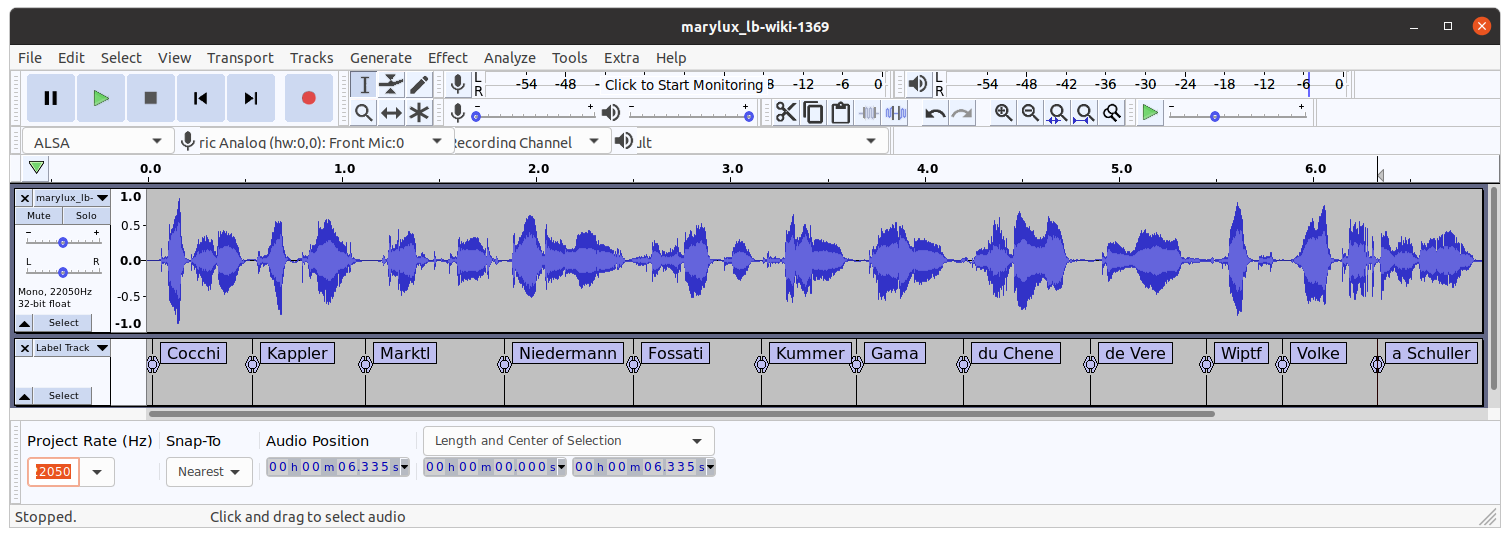 marylux_lb-wiki-1369
File Edit Select View Transport Tracks Generate Effect Analyze Tools Extra Help
L R -54 -48 - Click to Start Monitoring 8 -12 -6 0 L R -54 -48 -42 -36 -30 -24 -18 -12 -6 0
- + - + - +
ALSA ric Analog (hw:0,0): Front Mic:0 Recording Channel ult
0.0 1.0 2.0 3.0 4.0 5.0 6.0
marylux_lb- 1.0
Mute Solo
0.5
- +
0.0
L R
Mono, 22050Hz -0.5
32-bit float
Select -1.0
Label Track Cocchi Kappler Marktl Niedermann Fossati Kummer Gama du Chene de Vere Wiptf Volke a Schuller
Select
Project Rate (Hz) Snap-To Audio Position Length and Center of Selection
2050 Nearest 00 h 00 m 06.335 s 00 h 00 m 00.000 s 00 h 00 m 06.335 s
Stopped. Click and drag to select audio